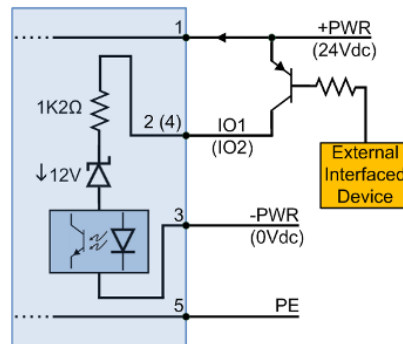 1
+PWR
(24Vdc)
1K2Ω
2 (4)
IO1
(IO2)
↓12V
External
Interfaced
Device
3
-PWR
(0Vdc)
5
PE